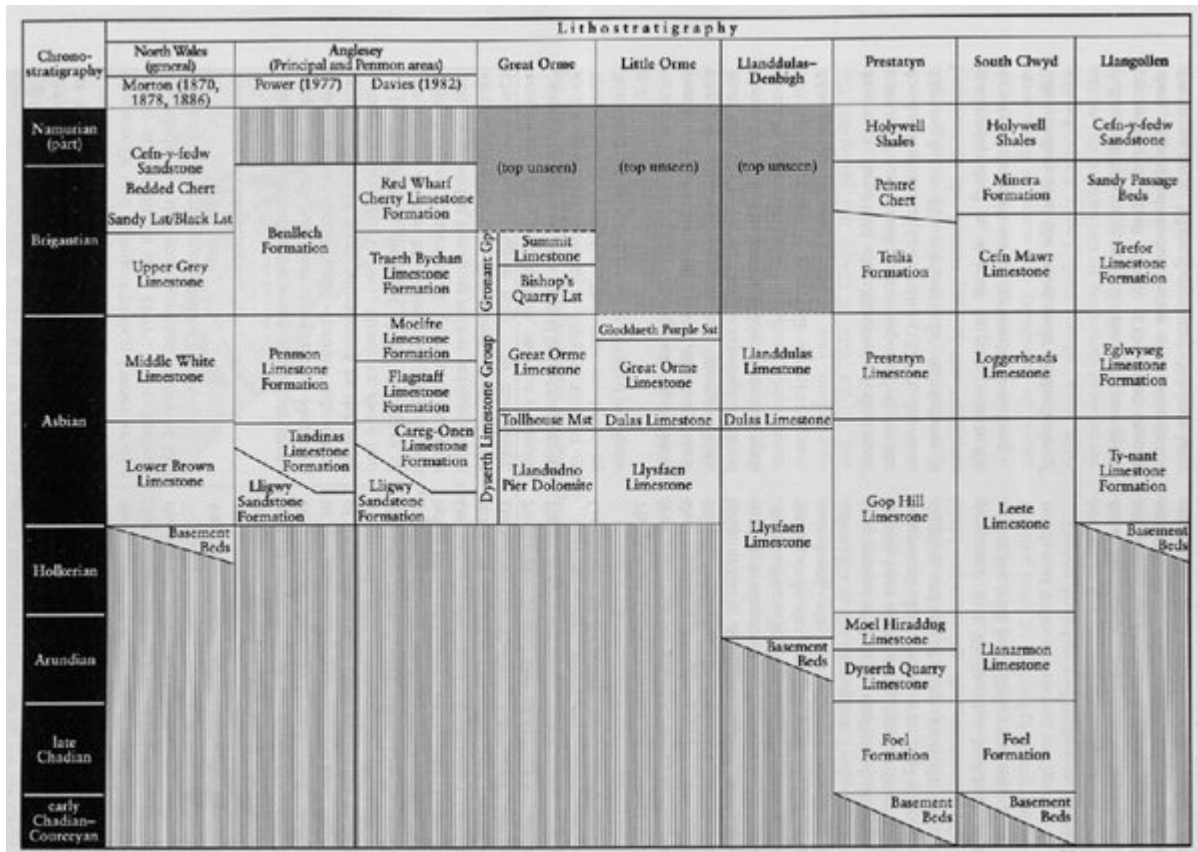 Lithostratigraphy
Chrono-
stratigraphy
North Wales
(general)
Morton (1870,
1878, 1886)
Anglesey
(Principal and Penmon areas)
Power (1977)
Davies (1982)
Great Orme
Little Orme
Llanddulas–
Denbigh
Prestatyn
South Clwyd
Llangollen
Namurian
(part)
Brigantian
Asbian
Holkerian
Arundian
late
Chadian
early
Chadian–
Courceyan
Cefn-y-fedw
Sandstone
Bedded Chert
Sandy Lst/Black Lst
Upper Grey
Limestone
Middle White
Limestone
Lower Brown
Limestone
Basement
Beds
Benllech
Formation
Penmon
Limestone
Formation
Tandinas
Limestone
Formation
Lligwy
Sandstone
Formation
Red Wharf
Cherty Limestone
Formation
Traeth Bychan
Limestone
Formation
Moelfre
Limestone
Formation
Flagstaff
Limestone
Formation
Careg-Onen
Limestone
Formation
Lligwy
Sandstone
Formation
(top unseen)
Gronant Gp
Dyserth Limestone Group
Summit
Limestone
Bishop's
Quarry Lst
Great Orme
Limestone
Tollhouse Mst
Llandudno
Pier Dolomite
(top unseen)
Gloddaeth Purple Sst
Great Orme
Limestone
Dulas Limestone
Llysfaen
Limestone
(top unseen)
Llanddulas
Limestone
Dulas Limestone
Llysfaen
Limestone
Basement
Beds
Holywell
Shales
Pentre
Chert
Teilia
Formation
Prestatyn
Limestone
Gop Hill
Limestone
Moel Hiraddug
Limestone
Dyserth Quarry
Limestone
Foel
Formation
Basement
Beds
Holywell
Shales
Minera
Formation
Cefn Mawr
Limestone
Loggerheads
Limestone
Leete
Limestone
Llanarmon
Limestone
Foel
Formation
Basement
Beds
Cefn-y-fedw
Sandstone
Sandy Passage
Beds
Trefor
Limestone
Formation
Eglwyseg
Limestone
Formation
Ty-nant
Limestone
Formation
Basement
Beds